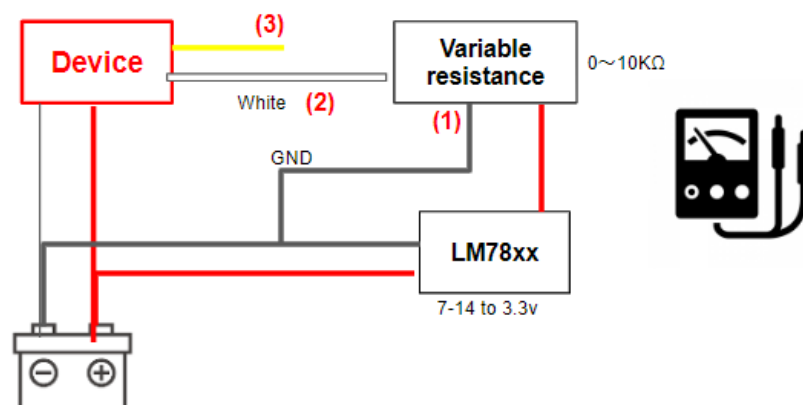 (3)
Device
Variable
resistance
0～10KΩ
White (2)
(1)
GND
LM78xx
7-14 to 3.3v